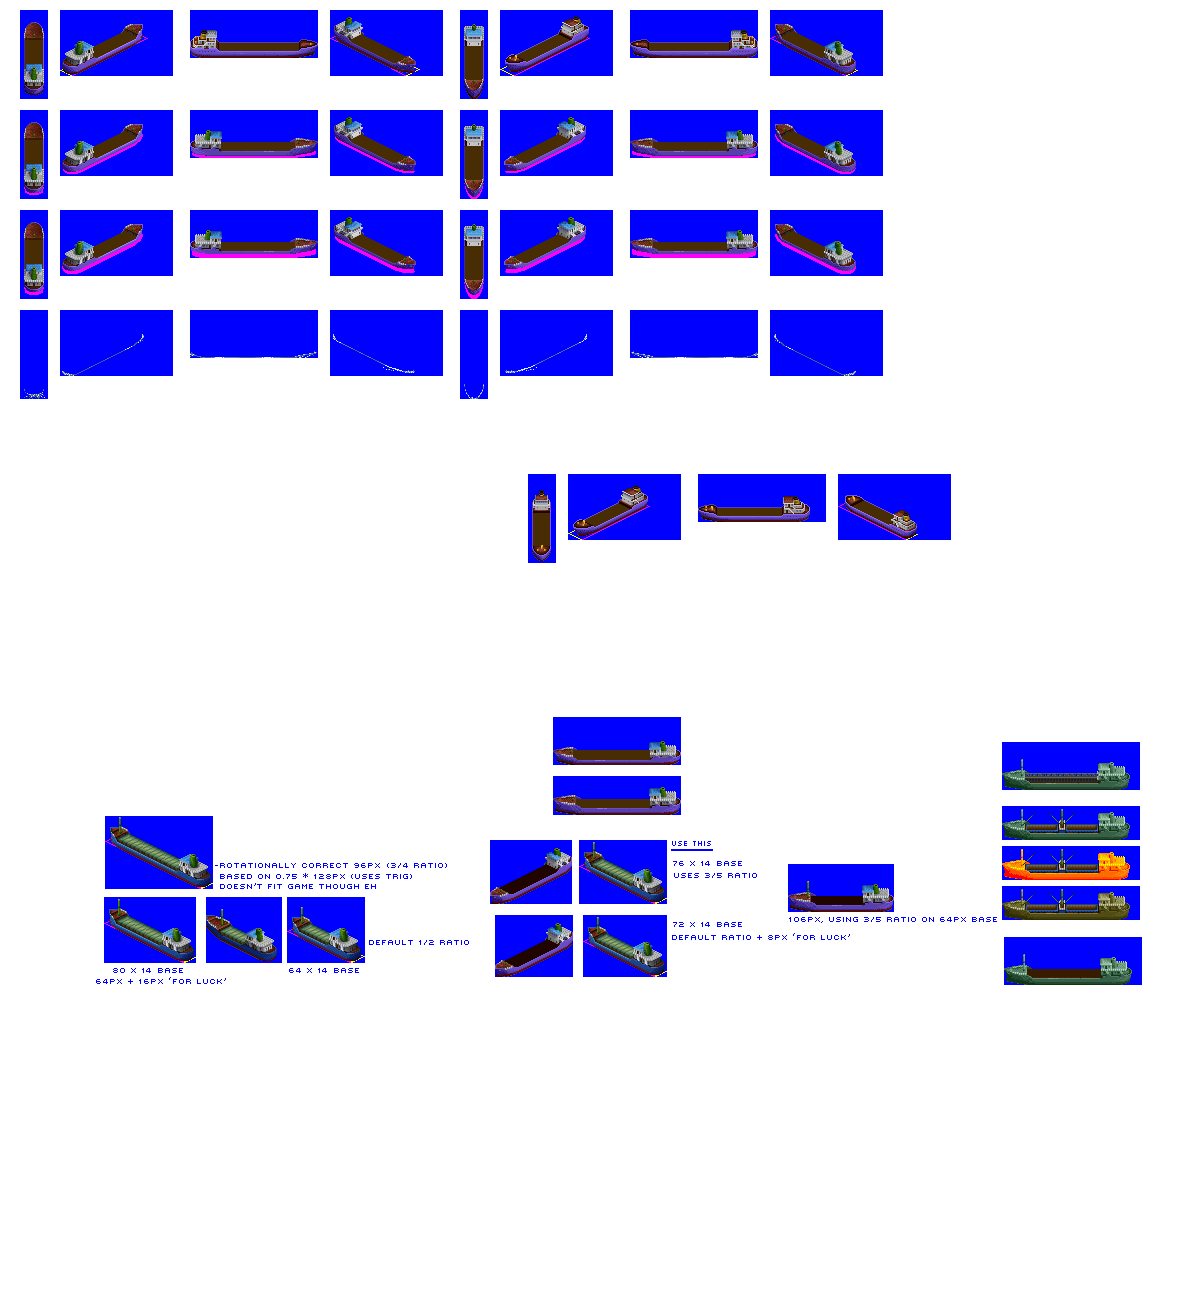 USE THIS
76 X 14 BASE
USES 3/5 RATIO
-ROTATIONALLY CORRECT 96PX (3/4 RATIO)
BASED ON 0.75 * 128PX (USES TRIG)
DOESN'T FIT GAME THOUGH EH
106PX, USING 3/5 RATIO ON 64PX BASE
72 X 14 BASE
DEFAULT RATIO + 8PX 'FOR LUCK'
DEFAULT 1/2 RATIO
80 X 14 BASE
64 X 14 BASE
64PX + 16PX 'FOR LUCK'